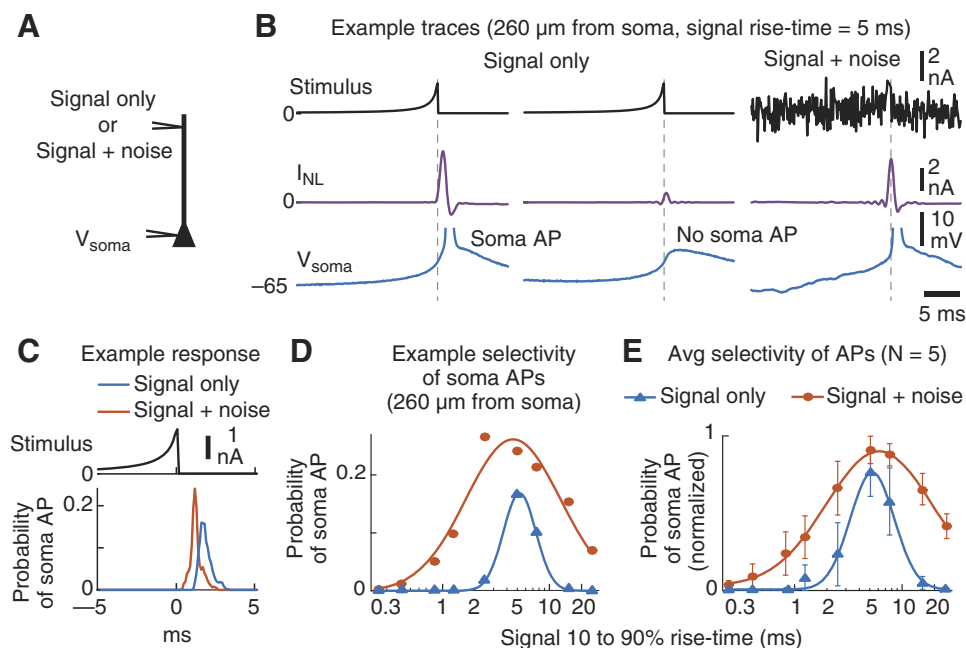 A
Signal only
or
Signal + noise
Vsoma
B
Example traces (260 µm from soma, signal rise-time = 5 ms)
Signal only
Signal + noise
2
nA
Stimulus
0
INL
0
2
nA
10
mV
Soma AP
No soma AP
Vsoma
–65
5 ms
C
Example response
Signal only
Signal + noise
Stimulus
0
1
nA
Probability
of soma AP
0.2
0
–5
0
5
ms
D
Example selectivity
of soma APs
(260 µm from soma)
Probability
of soma AP
0.2
0
0.3
1
2
5
10
20
E
Avg selectivity of APs (N = 5)
Signal only
Signal + noise
Probability
of soma AP
(normalized)
1
0
0.3
1
2
5
10
20
Signal 10 to 90% rise-time (ms)